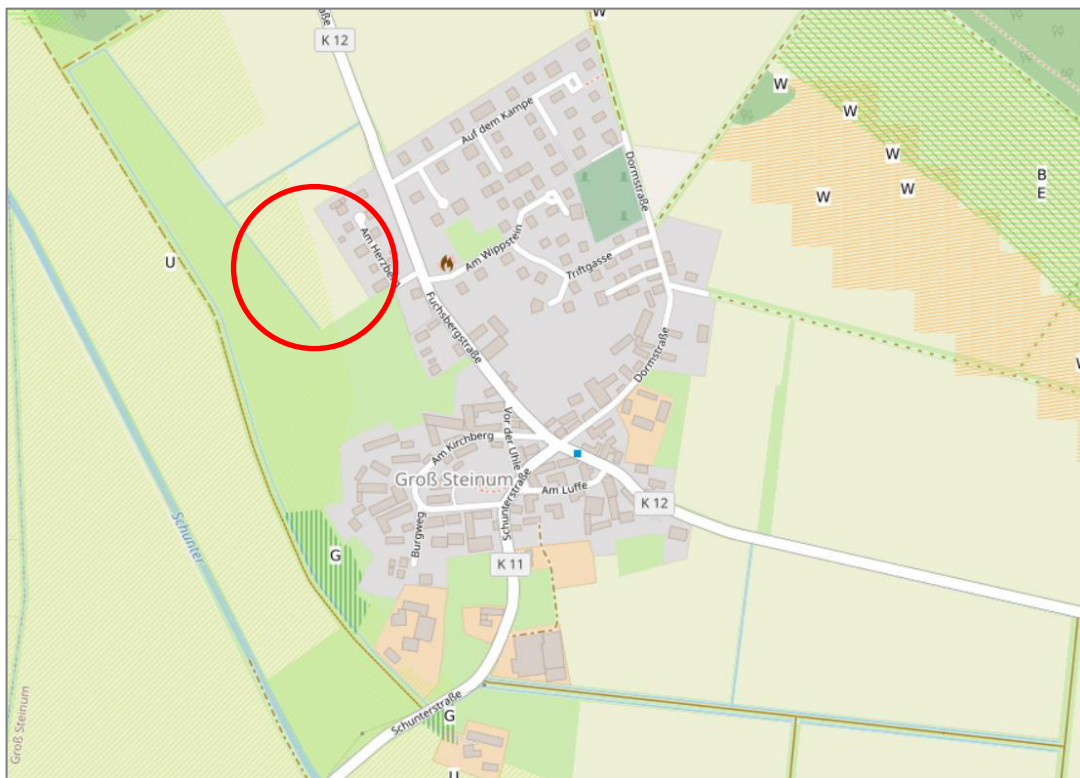 W
straße
K 12
W
Auf dem Kampe
W
W
Dormstraße
B
E
W
W
W
Am Herzberg
Am Wippstein
U
Triftgasse
Fuchsbergstraße
Dormstraße
W
Vor der Uhle
Am Kirchberg
Groß Steinum
Am Luffe
K 12
Schunterstraße
Schunter
Burgweg
G
K 11
Groß Steinum
Schunterstraße
G
U